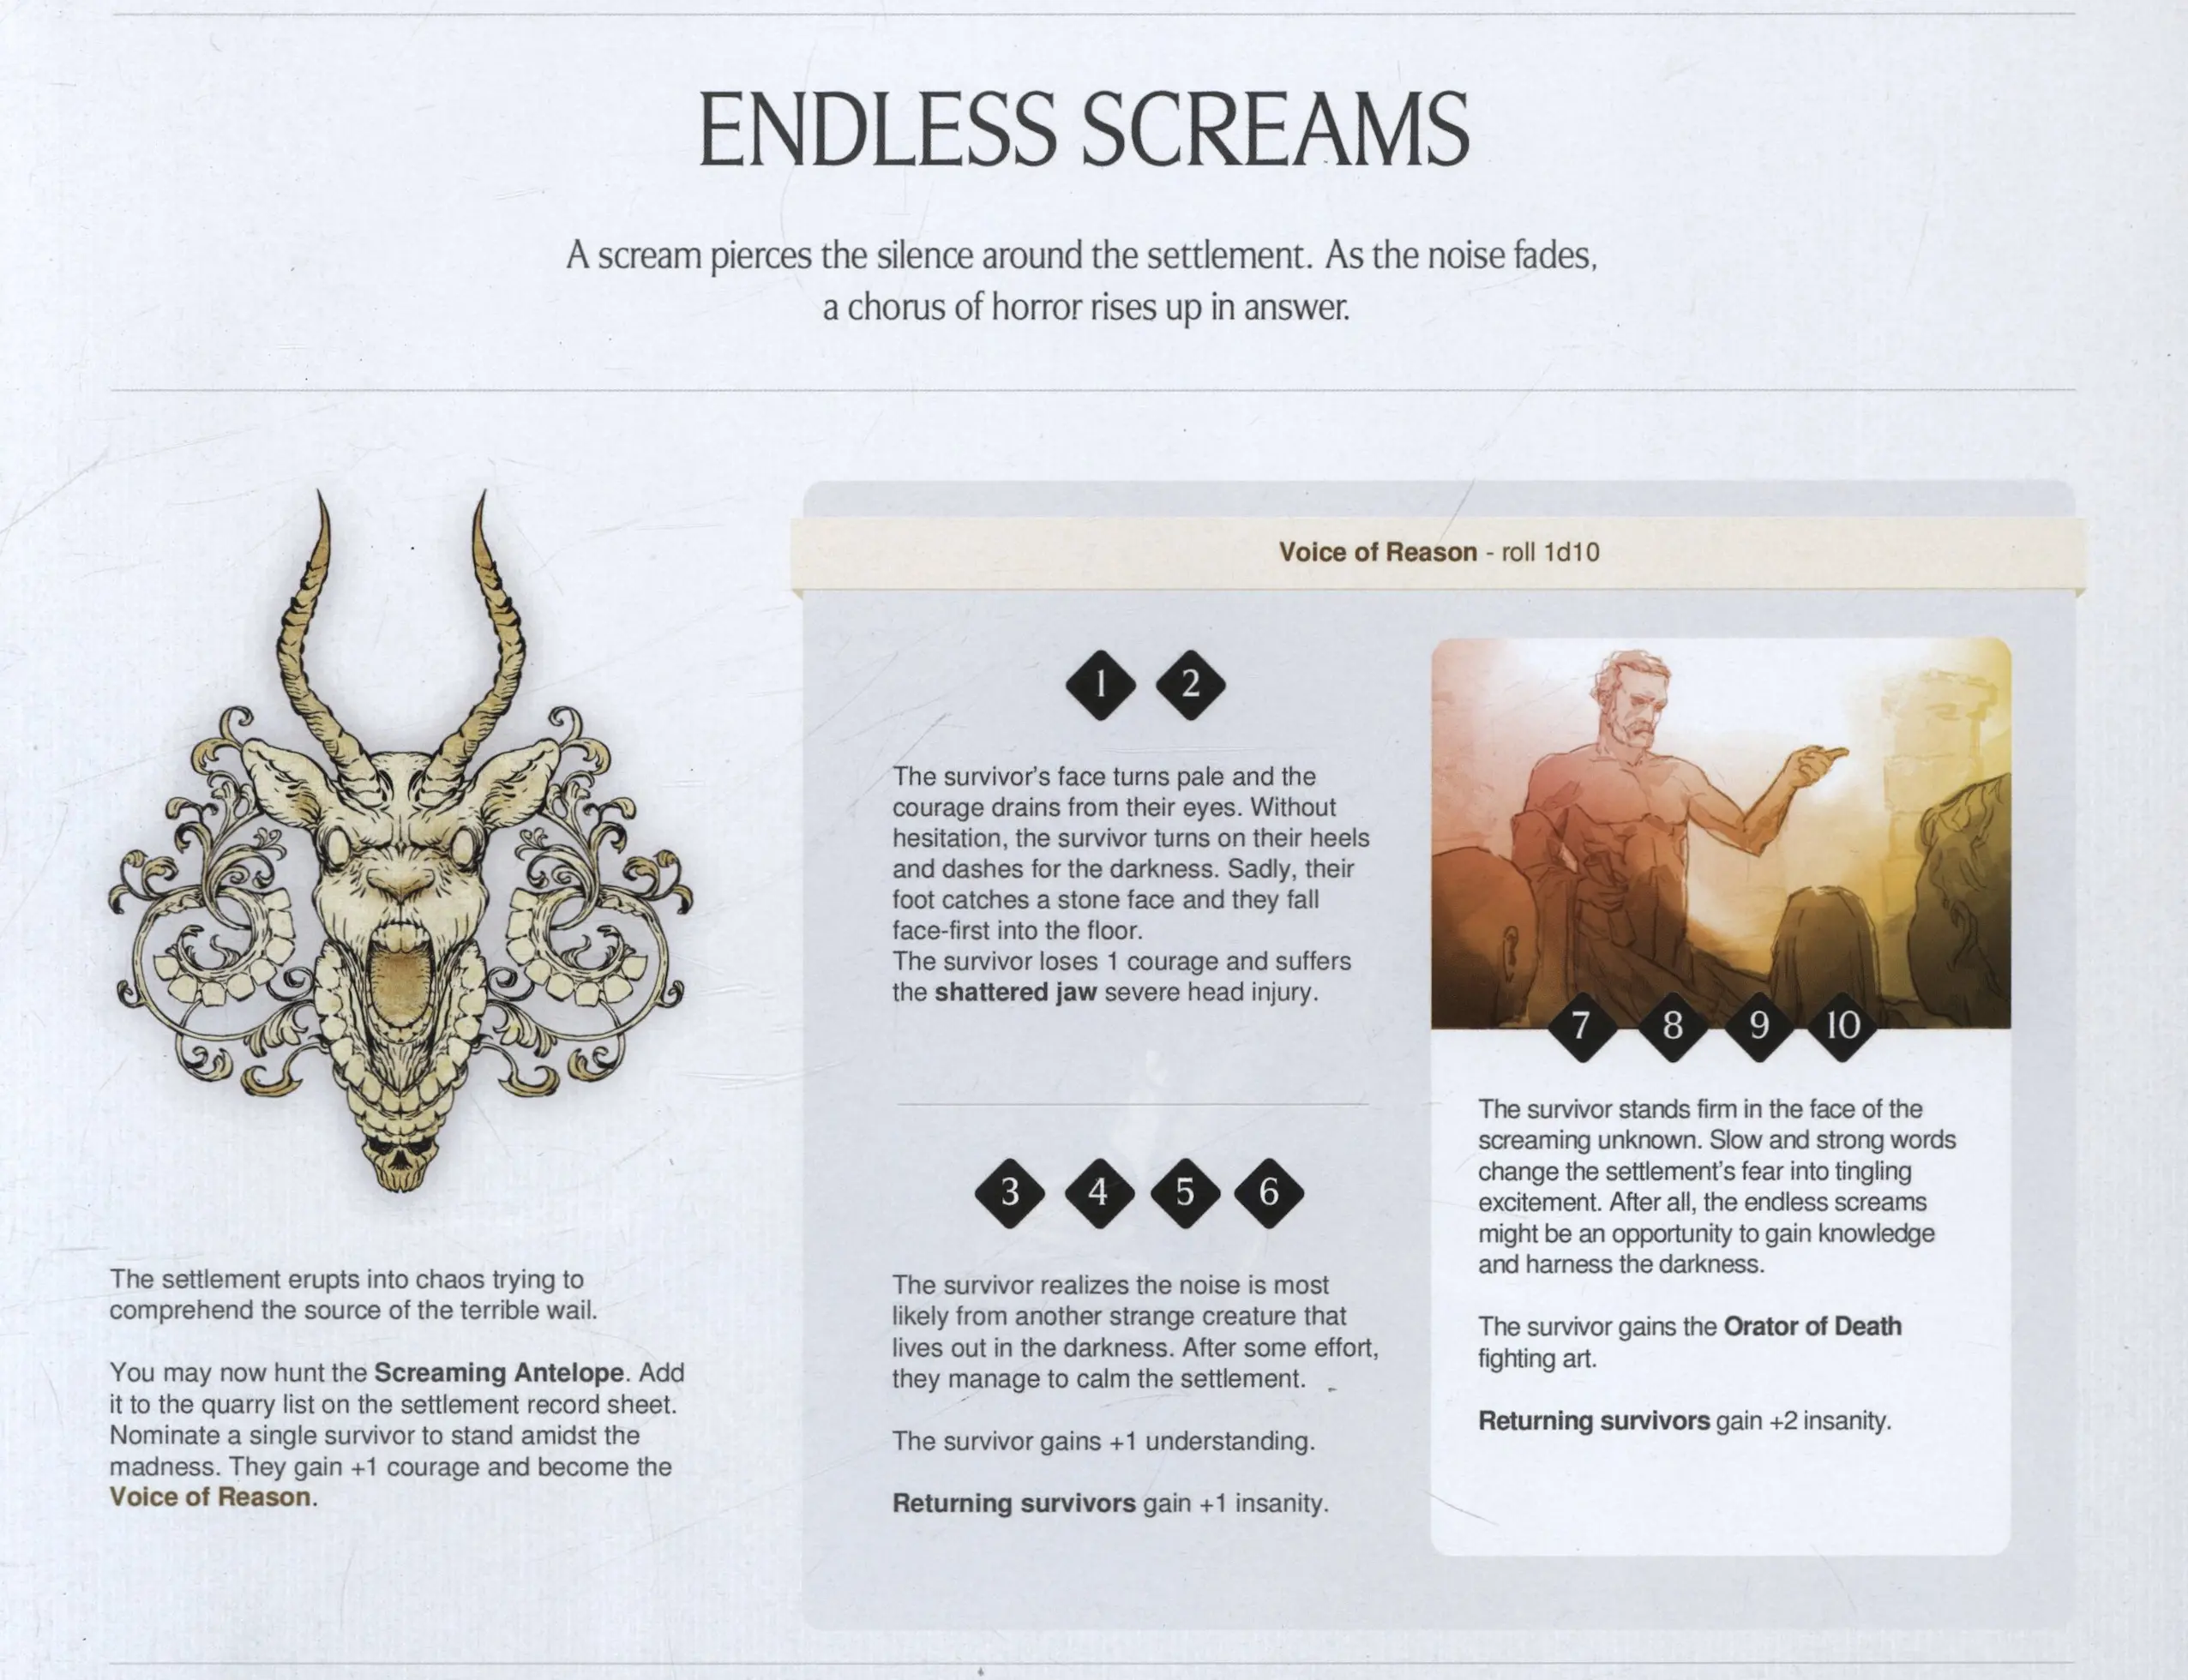 ENDLESS SCREAMS
A scream pierces the silence around the settlement. As the noise fades,
a chorus of horror rises up in answer.
The settlement erupts into chaos trying to
comprehend the source of the terrible wail.
You may now hunt the Screaming Antelope. Add
it to the quarry list on the settlement record sheet.
Nominate a single survivor to stand amidst the
madness. They gain +1 courage and become the
Voice of Reason.
Voice of Reason - roll 1d10
1 2
The survivor's face turns pale and the
courage drains from their eyes. Without
hesitation, the survivor turns on their heels
and dashes for the darkness. Sadly, their
foot catches a stone face and they fall
face-first into the floor.
The survivor loses 1 courage and suffers
the shattered jaw severe head injury.
3 4 5 6
The survivor realizes the noise is most
likely from another strange creature that
lives out in the darkness. After some effort,
they manage to calm the settlement.
The survivor gains +1 understanding.
Returning survivors gain +1 insanity.
7 8 9 10
The survivor stands firm in the face of the
screaming unknown. Slow and strong words
change the settlement's fear into tingling
excitement. After all, the endless screams
might be an opportunity to gain knowledge
and harness the darkness.
The survivor gains the Orator of Death
fighting art.
Returning survivors gain +2 insanity.